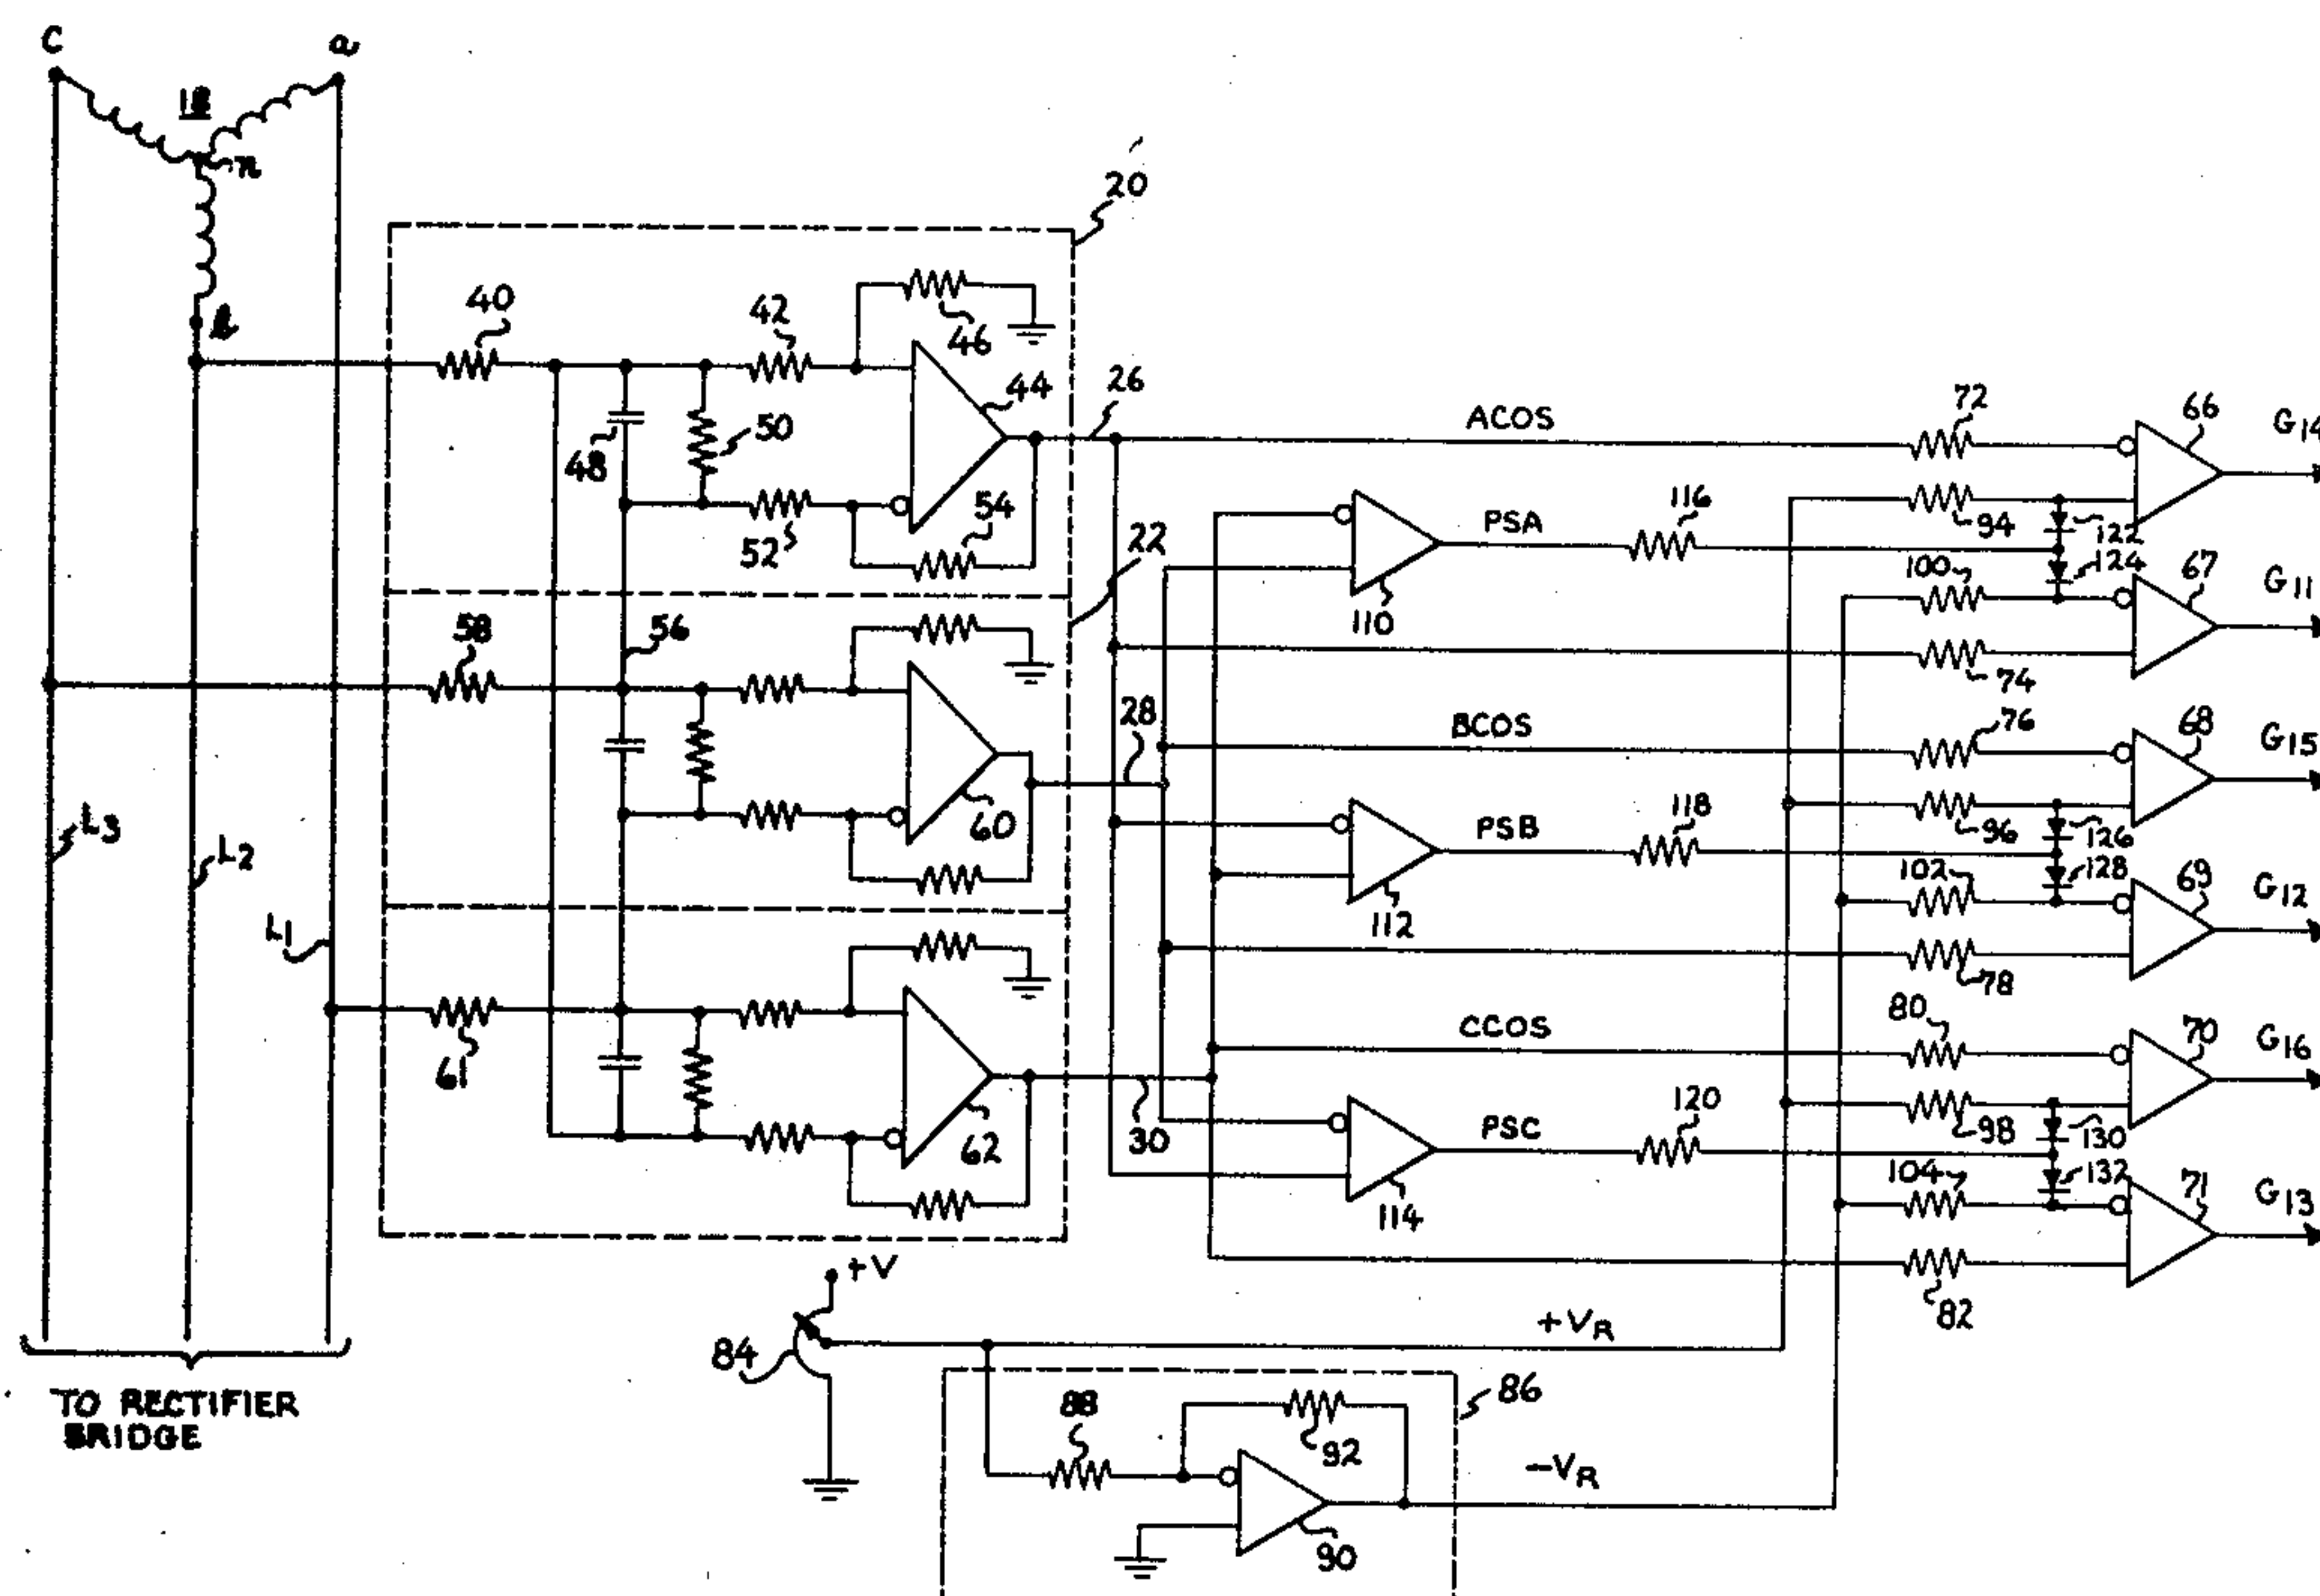 C a
18
n
b
20
40 42 46
44 26 ACOS 72 66 G14
50
48
116
54 PSA 94 122
52 22 100 124 67 G11
110
58 56
74
28 BCOS 76 68 G15
L3 60 PSB 118 96 126
L2 102 128 69 G12
L1 112 78
80
CCOS 70 G16
61 120 98 130
62 30 PSC 104 132 71 G13
114
+V 82
84 +VR
TO RECTIFIER
BRIDGE
88 92 86
-VR
90